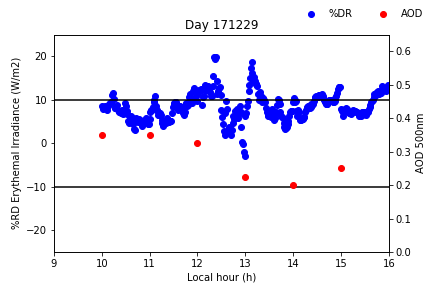 %DR AOD
Day 171229
%RD Erythemal Irradiance (W/m2)
20
10
0
−10
−20
0.6
0.5
0.4
0.3
0.2
0.1
0.0
AOD 500nm
9 10 11 12 13 14 15 16
Local hour (h)